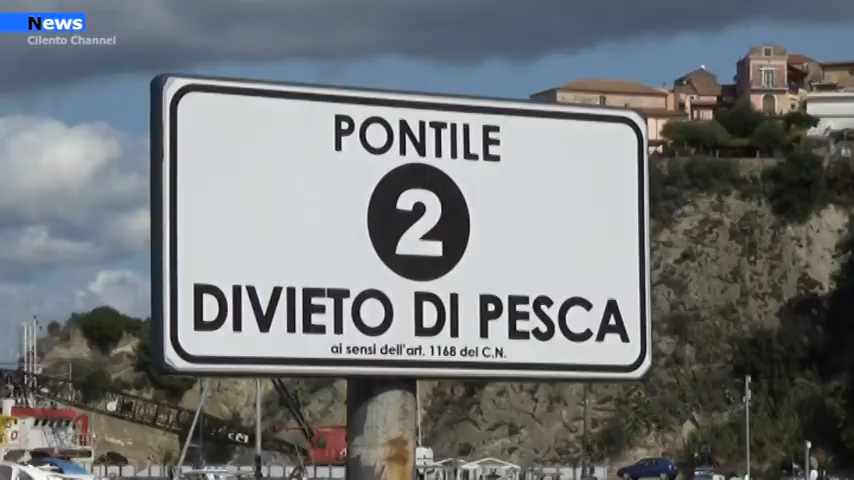 News
Cilento Channel
PONTILE
2
DIVIETO DI PESCA
ai sensi dell'art. 1168 del C.N.